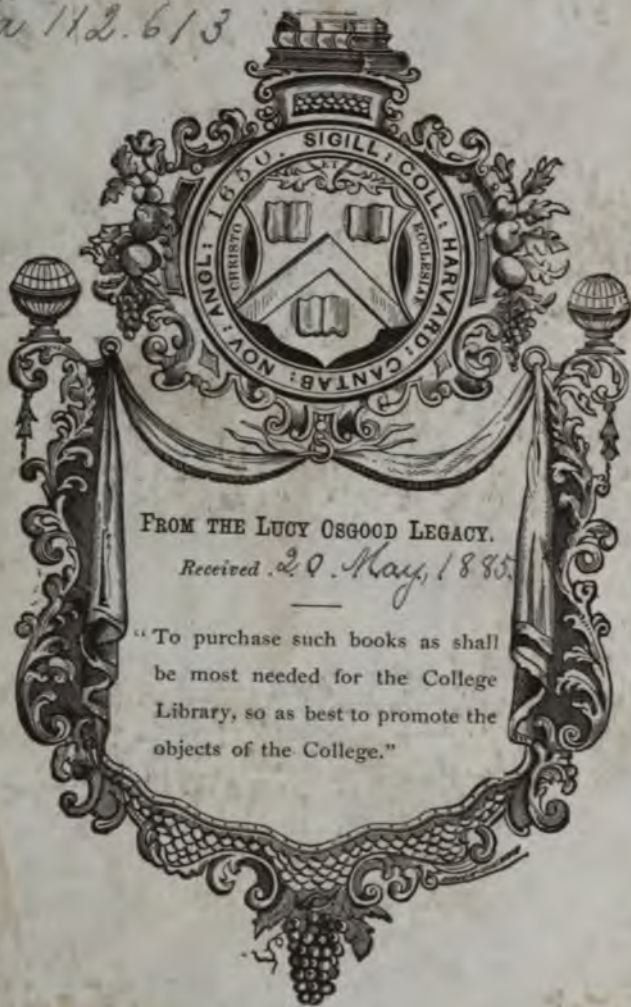 112.613
SIGILL : COLL : HARVARD : CANTAB : NOV : ANGL : 1650.
ET
CHRISTO
ECCLESIAE
FROM THE LUCY OSGOOD LEGACY.
Received 20 May, 1885.
"To purchase such books as shall
be most needed for the College
Library, so as best to promote the
objects of the College."